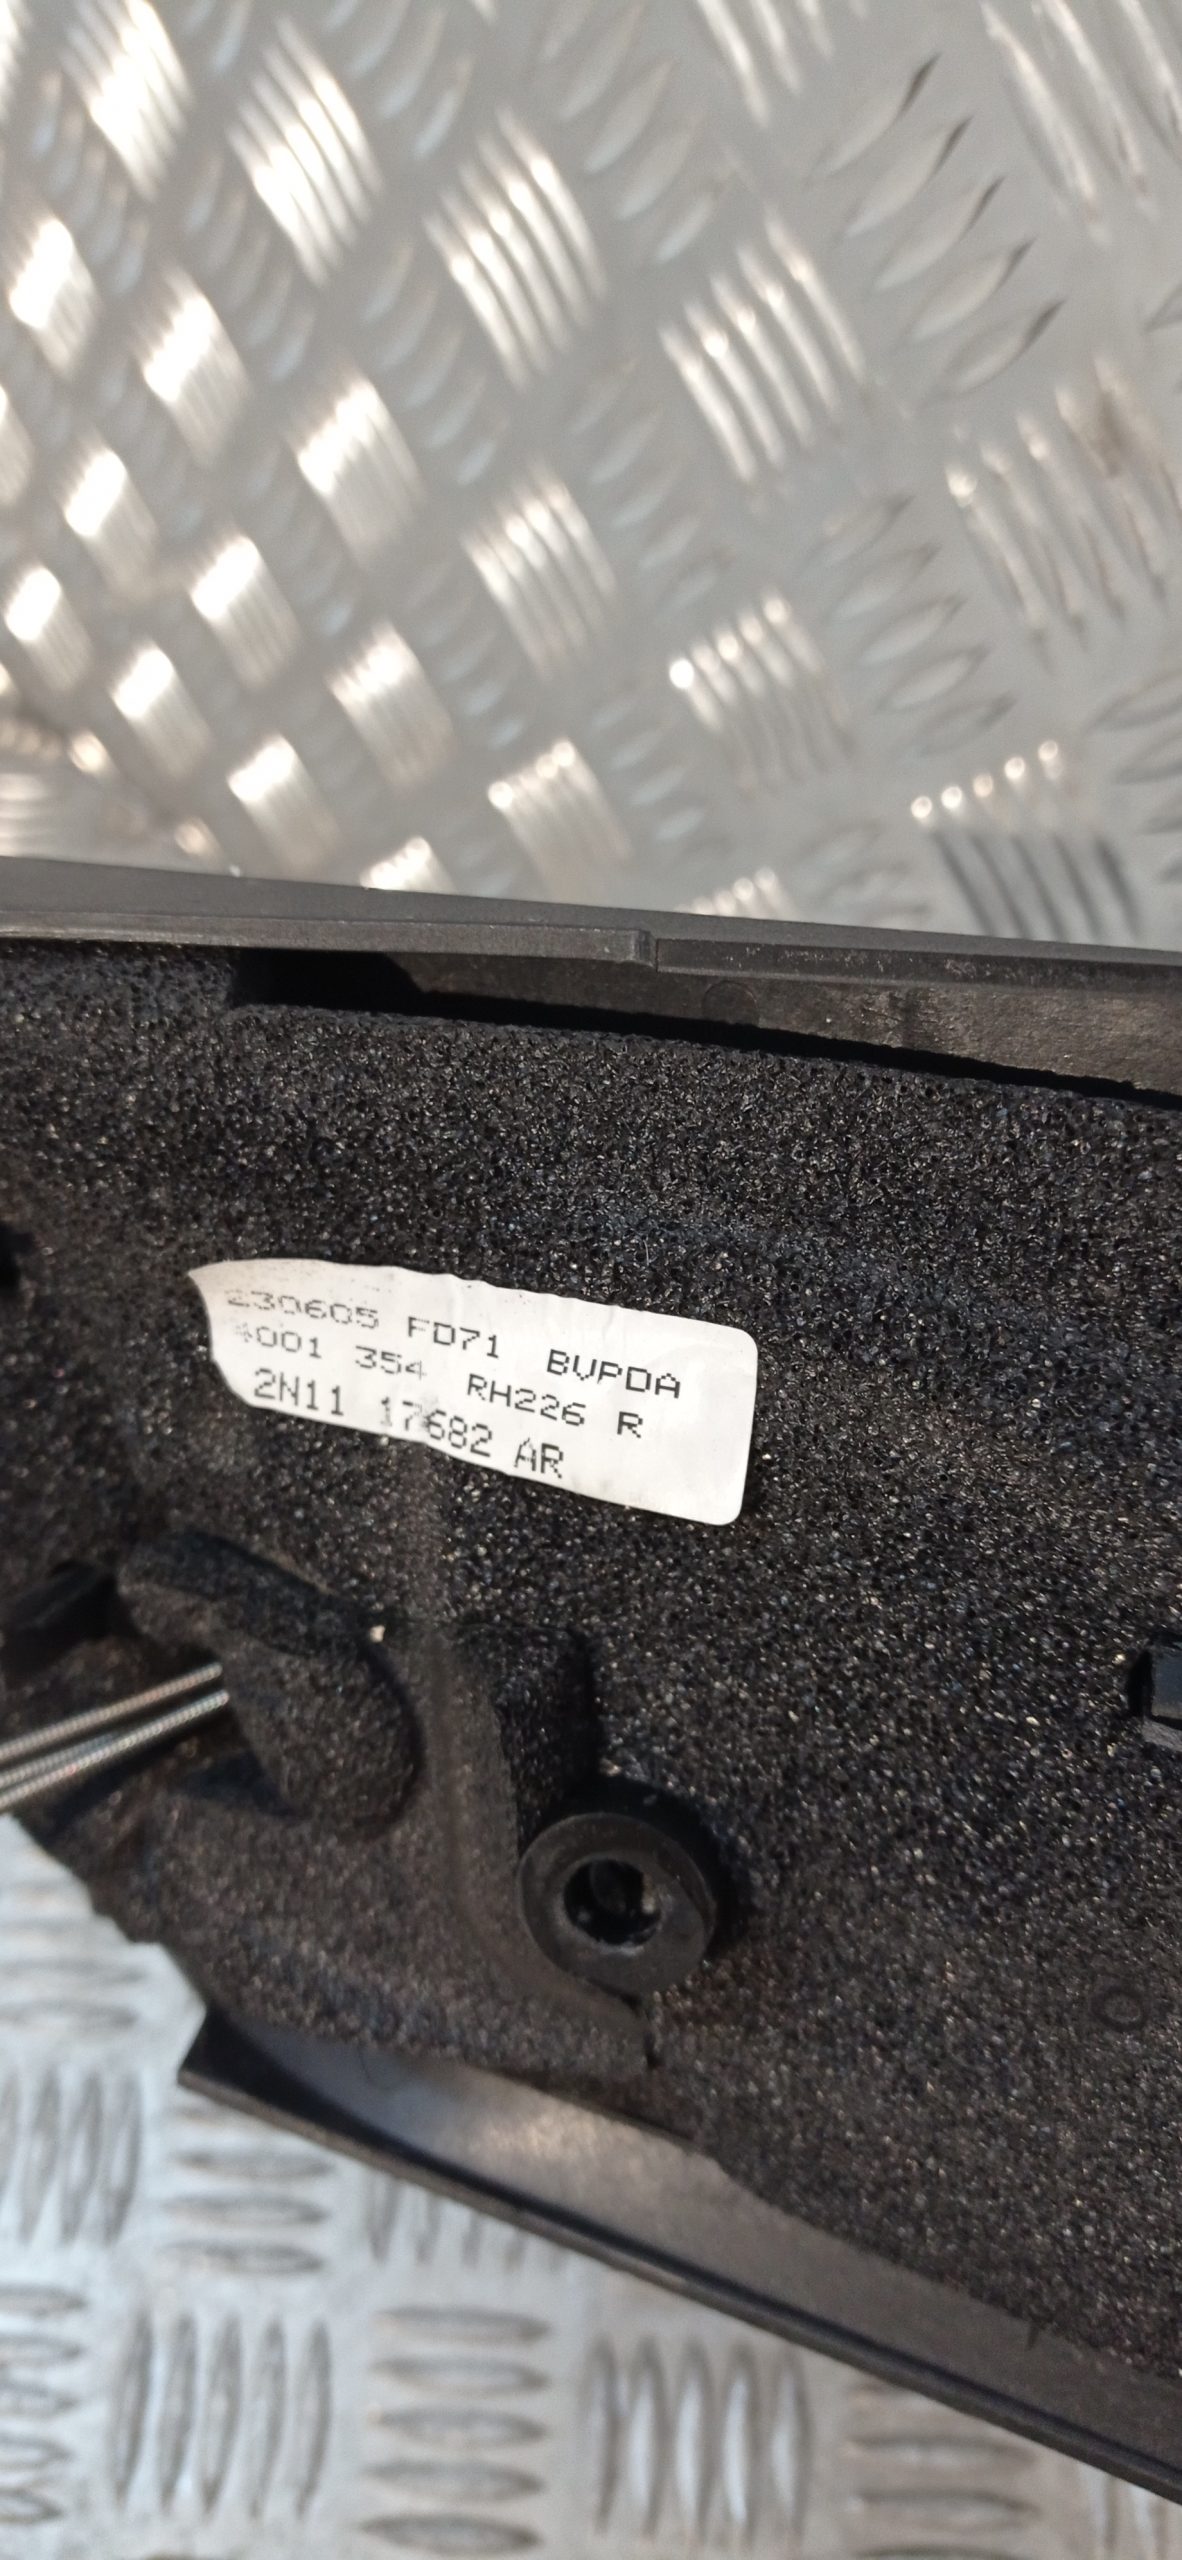 230605 FD71 BVPDA
4001 354 RH226 R
2N11 17682 AR